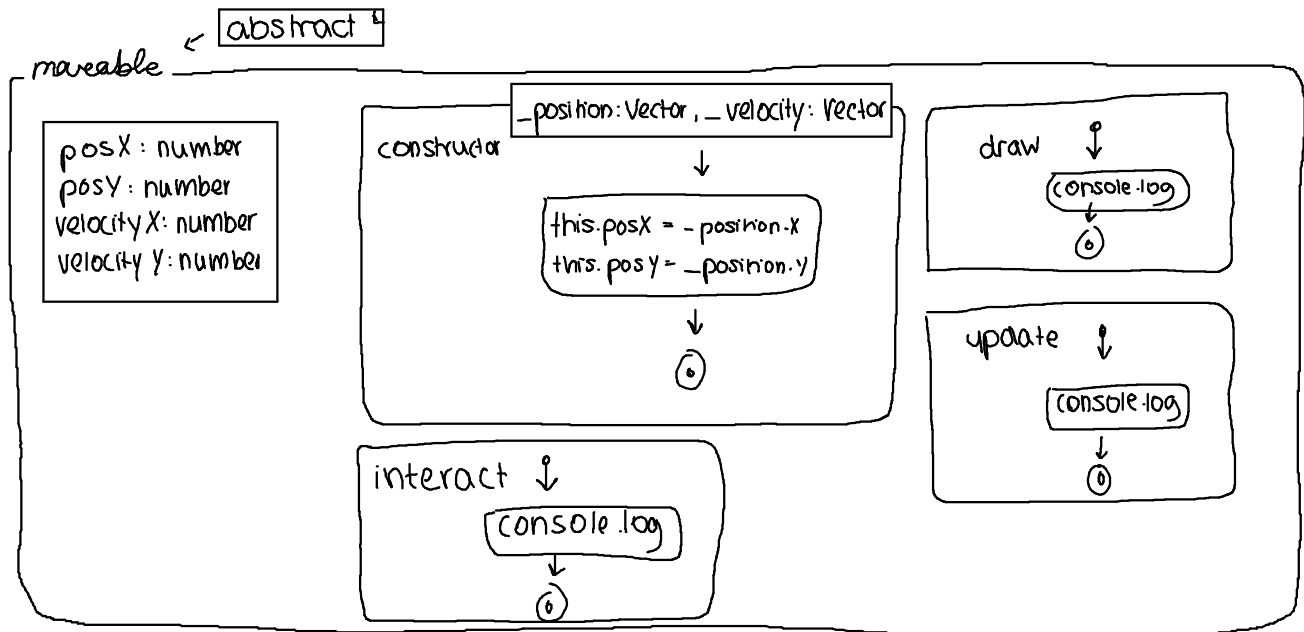 abstract
moveable
posX: number
posY: number
velocityX: number
velocity Y: number
_position: Vector, _velocity: Vector
constructor
this.posX = _position.X
this.posY = _position.y
draw
console.log
update
console.log
interact
console.log